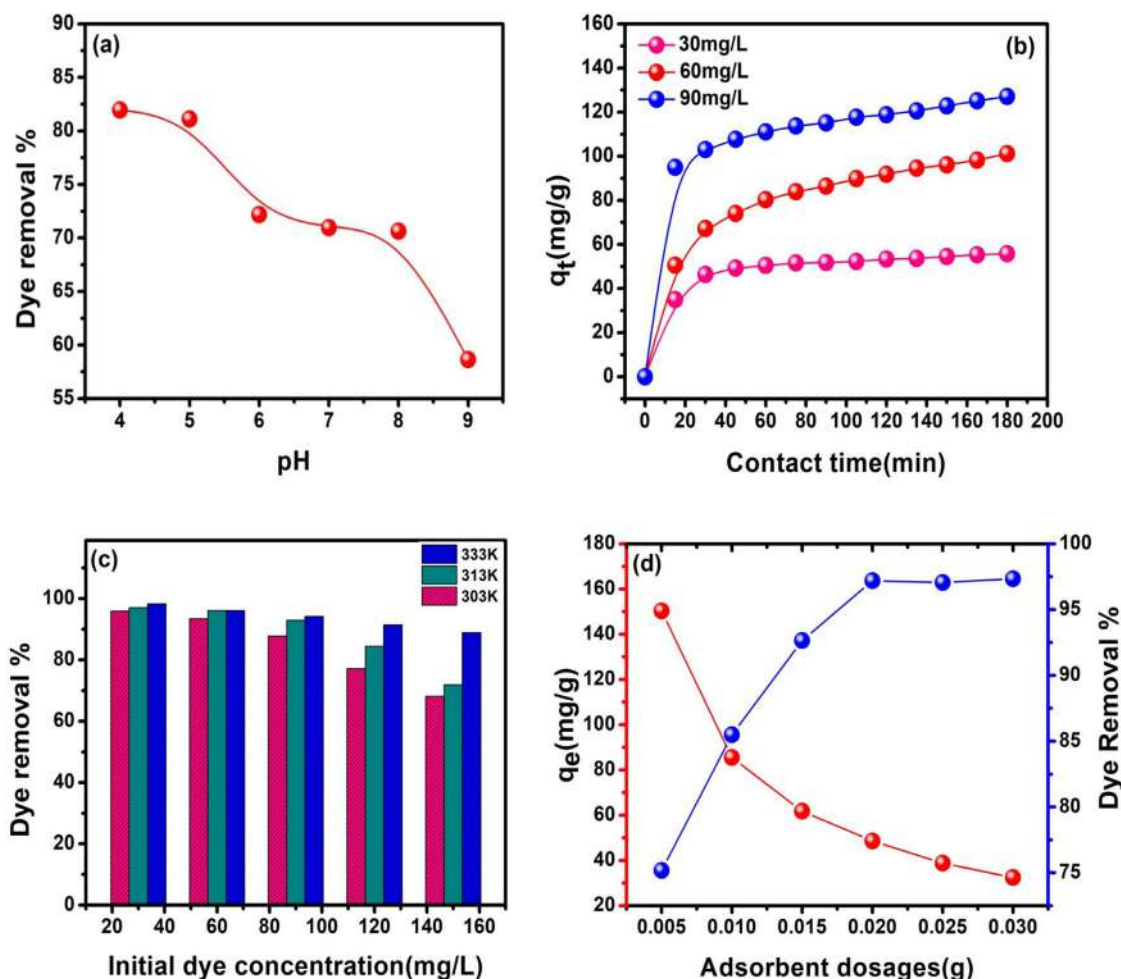 (a)
Dye removal %
90
85
80
75
70
65
60
55
4 5 6 7 8 9
pH
(b)
30mg/L
60mg/L
90mg/L
qt(mg/g)
160
140
120
100
80
60
40
20
0
0 20 40 60 80 100 120 140 160 180 200
Contact time(min)
(c)
333K
313K
303K
Dye removal %
100
80
60
40
20
0
20 40 60 80 100 120 140 160
Initial dye concentration(mg/L)
(d)
qe(mg/g)
180
160
140
120
100
80
60
40
20
0.005 0.010 0.015 0.020 0.025 0.030
Adsorbent dosages(g)
100
95
90
85
80
75
Dye Removal %